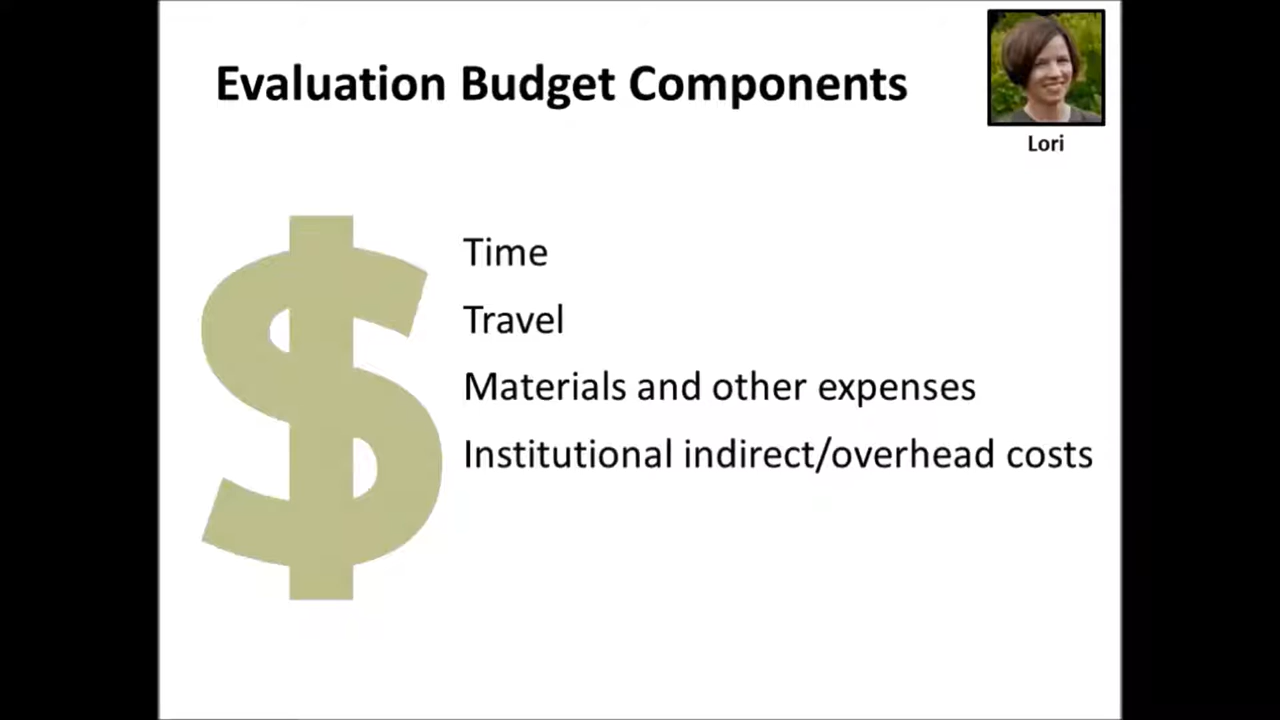 Evaluation Budget Components
Lori
Time
Travel
Materials and other expenses
Institutional indirect/overhead costs